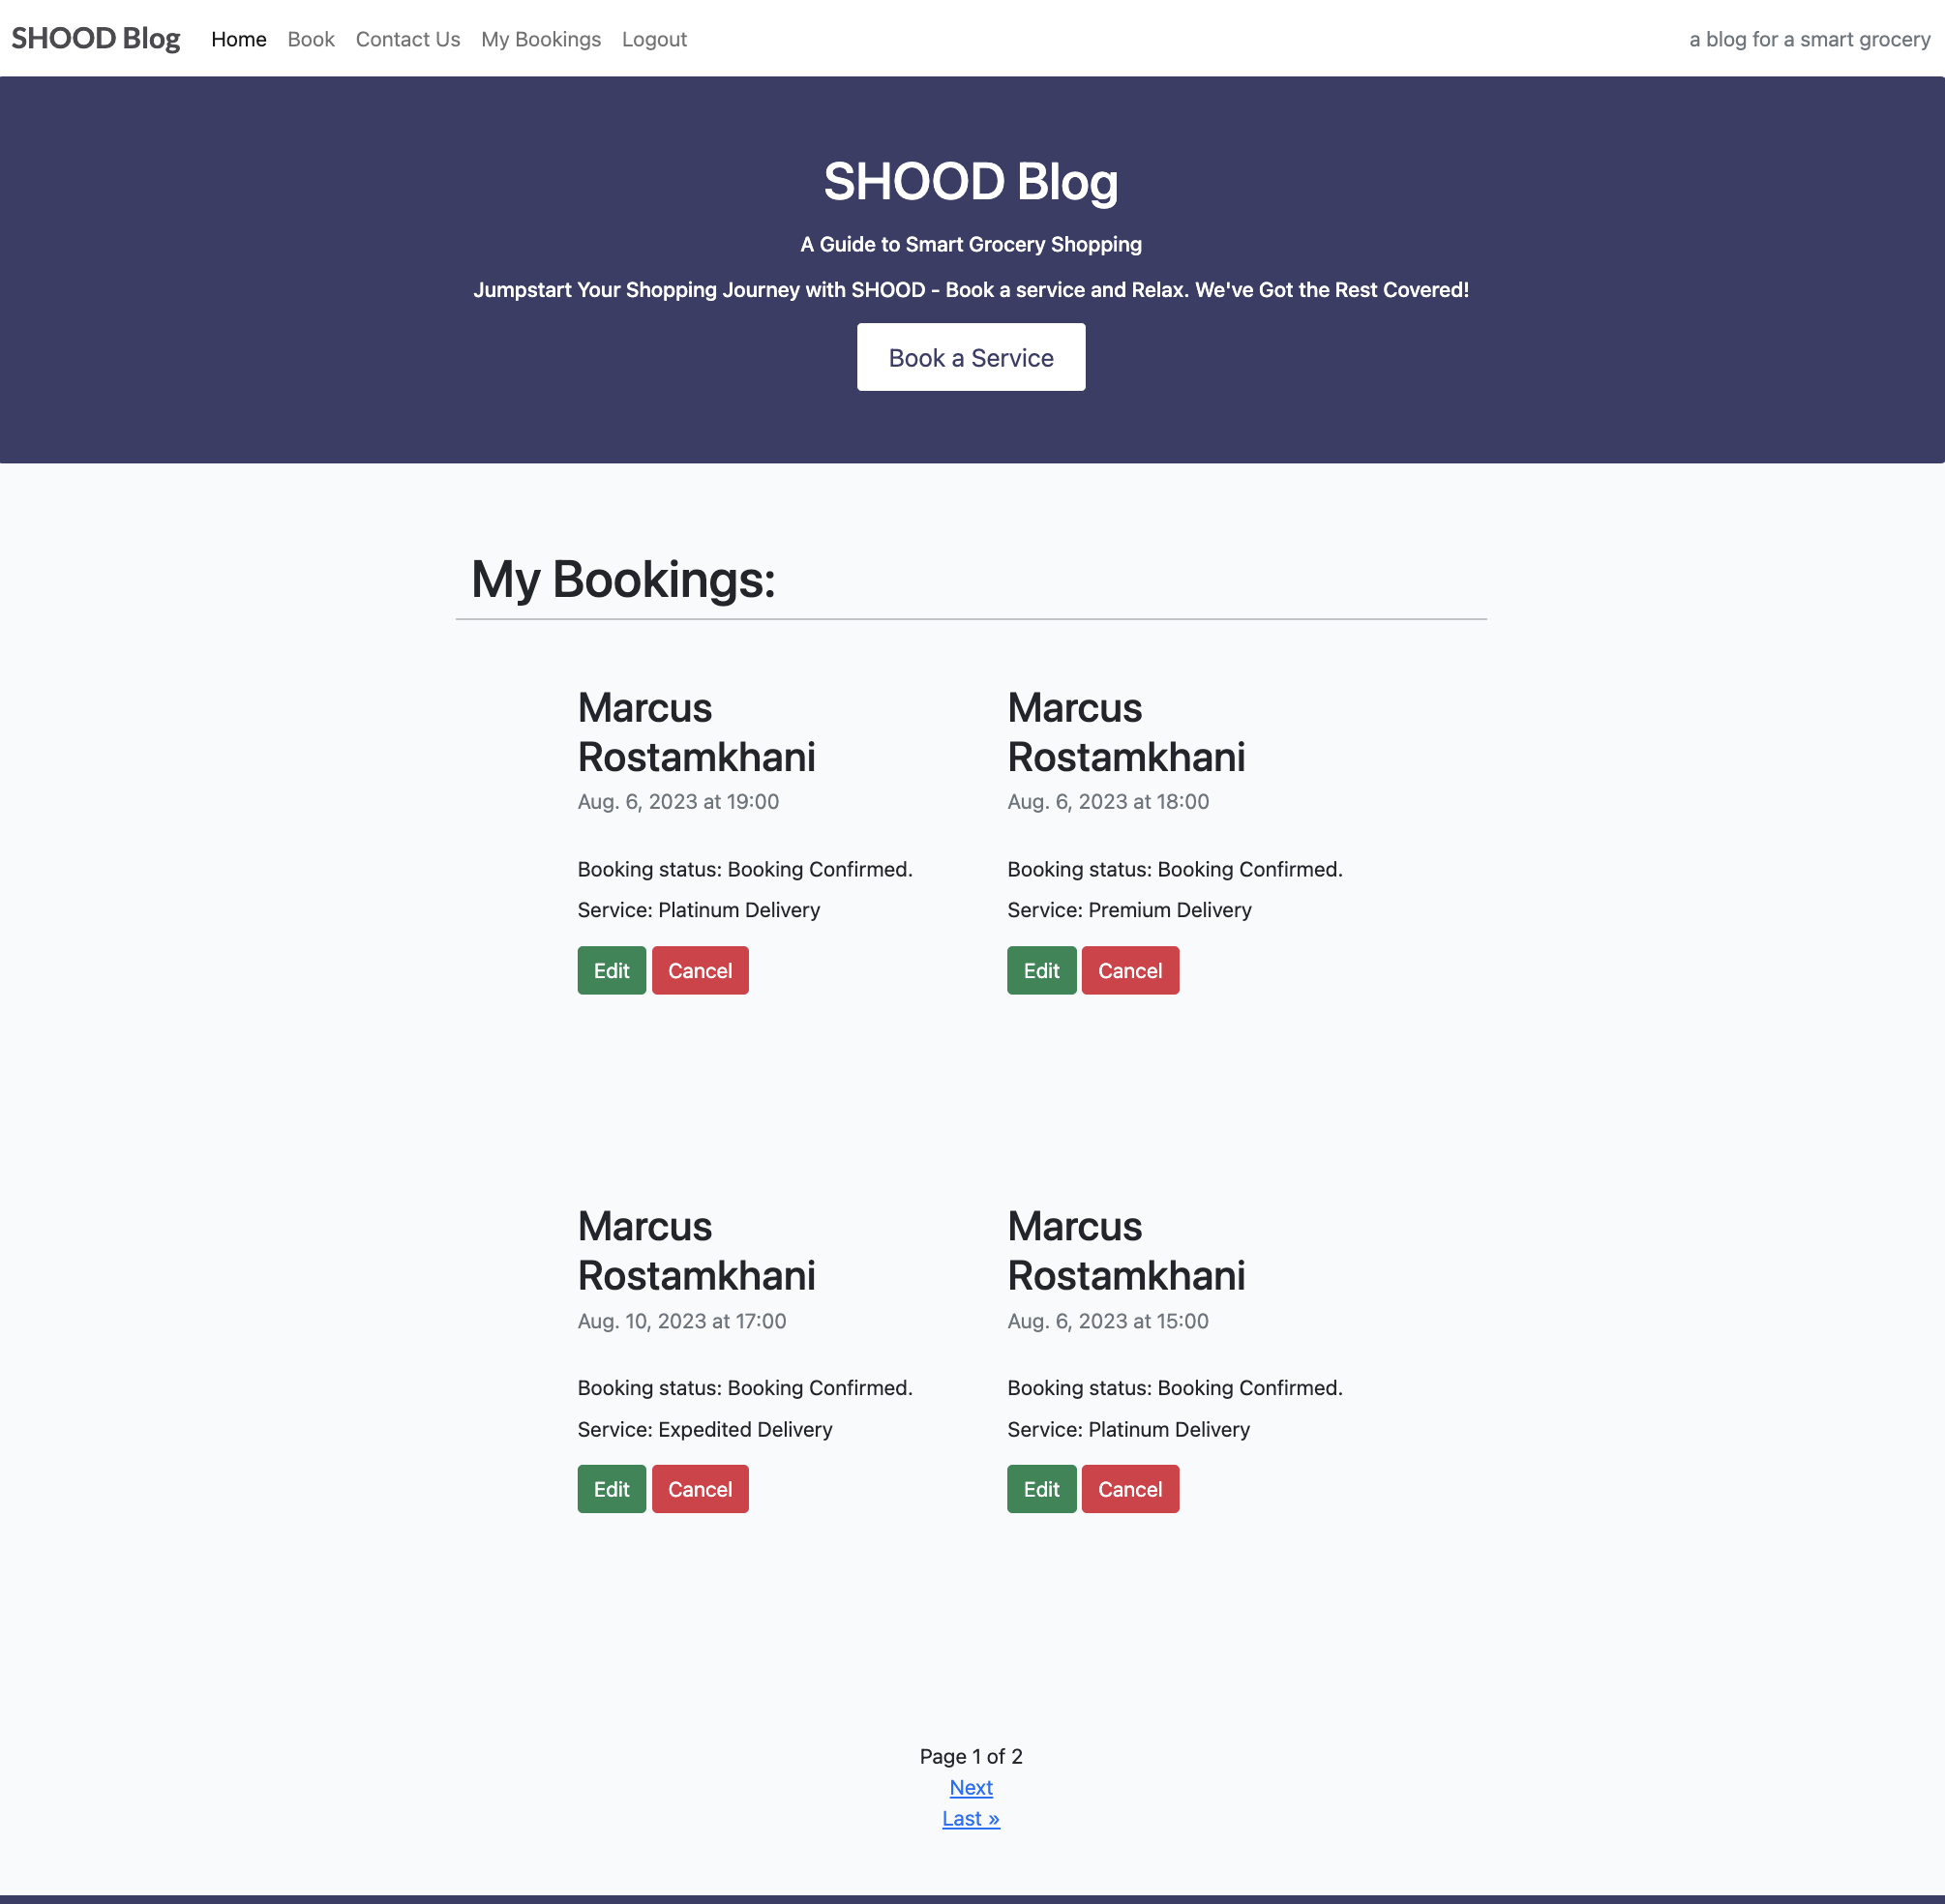 SHOOD Blog Home Book Contact Us My Bookings Logout a blog for a smart grocery
SHOOD Blog
A Guide to Smart Grocery Shopping
Jumpstart Your Shopping Journey with SHOOD - Book a service and Relax. We've Got the Rest Covered!
Book a Service
My Bookings:
Marcus
Rostamkhani
Aug. 6, 2023 at 19:00
Booking status: Booking Confirmed.
Service: Platinum Delivery
Edit Cancel
Marcus
Rostamkhani
Aug. 6, 2023 at 18:00
Booking status: Booking Confirmed.
Service: Premium Delivery
Edit Cancel
Marcus
Rostamkhani
Aug. 10, 2023 at 17:00
Booking status: Booking Confirmed.
Service: Expedited Delivery
Edit Cancel
Marcus
Rostamkhani
Aug. 6, 2023 at 15:00
Booking status: Booking Confirmed.
Service: Platinum Delivery
Edit Cancel
Page 1 of 2
Next
Last »